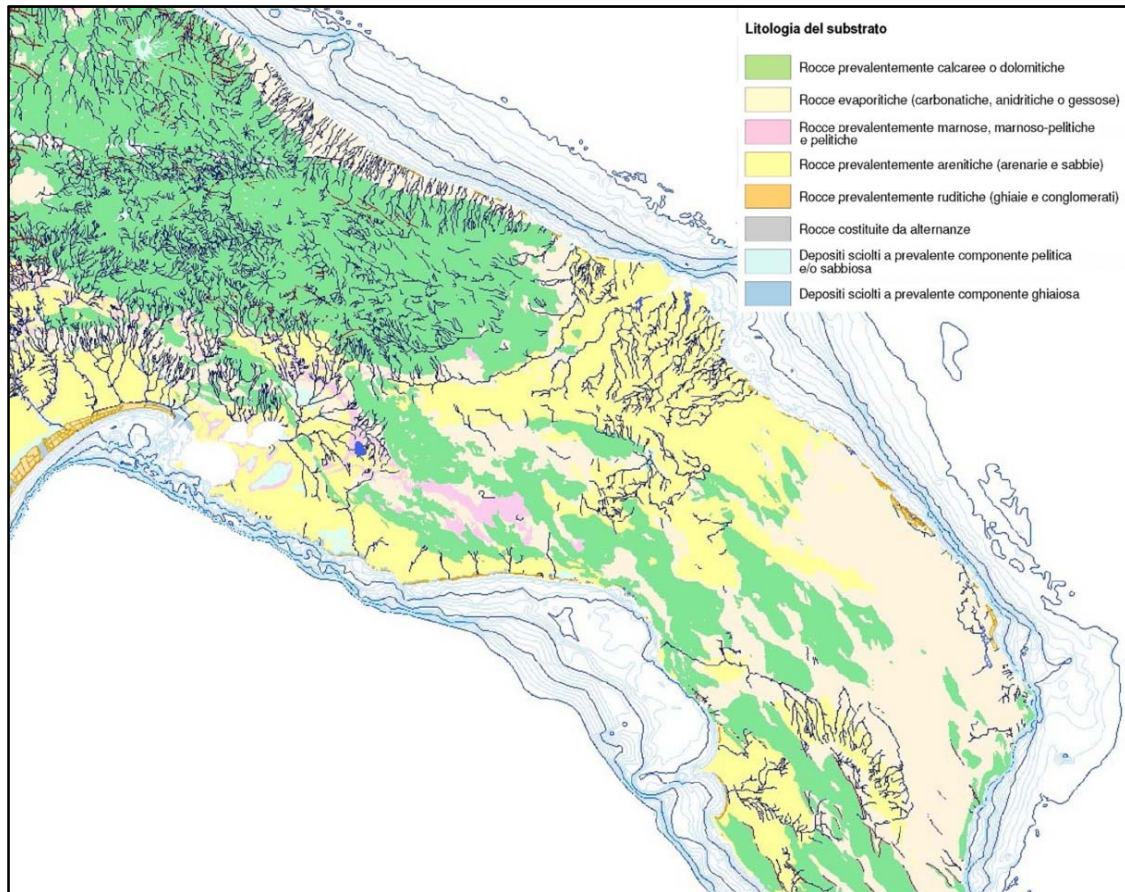 Litologia del substrato
Rocce prevalentemente calcaree o dolomitiche
Rocce evaporitiche (carbonatiche, anidritiche o gessose)
Rocce prevalentemente marnose, marnoso-pelitiche
e pelitiche
Rocce prevalentemente arenitiche (arenarie e sabbie)
Rocce prevalentemente ruditiche (ghiaie e conglomerati)
Rocce costituite da alternanze
Depositi sciolti a prevalente componente pelitica
e/o sabbiosa
Depositi sciolti a prevalente componente ghiaiosa